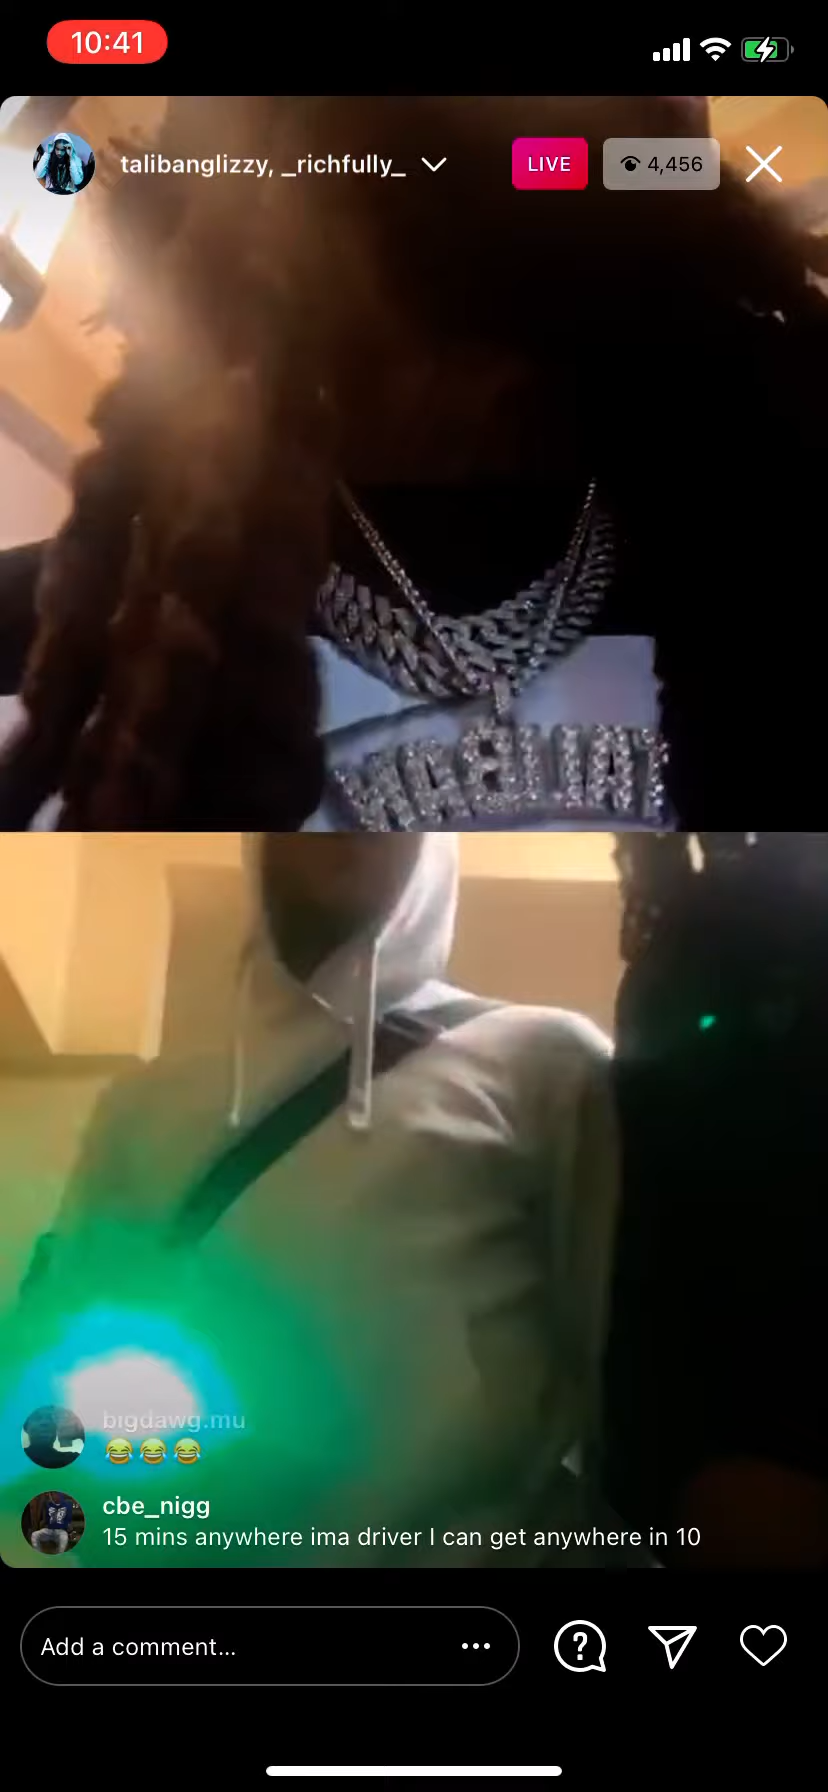 10:41
talibanglizzy, _richfully_
LIVE
4,456
TALIBAN
bigdawg.mu
😂😂😂
cbe_nigg
15 mins anywhere ima driver I can get anywhere in 10
Add a comment...